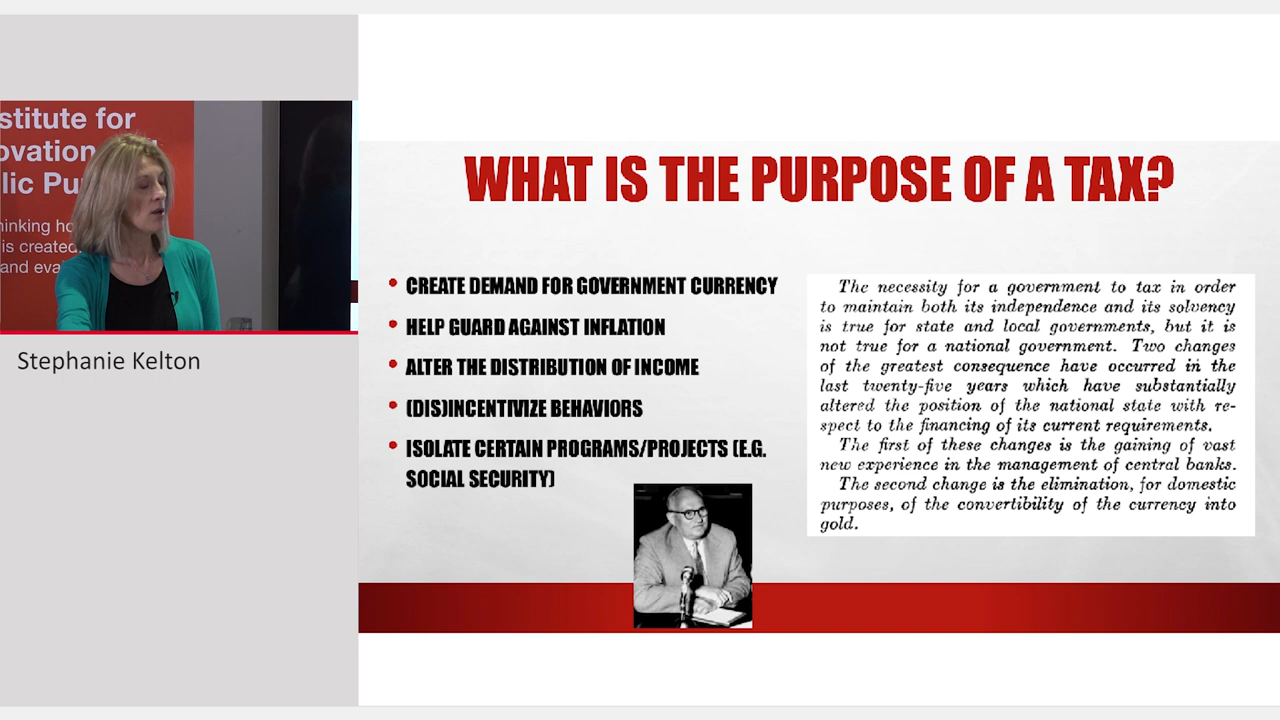 stitute for
ovation
lic Pu
hinking ho
is created
and eva
Stephanie Kelton
WHAT IS THE PURPOSE OF A TAX?
• CREATE DEMAND FOR GOVERNMENT CURRENCY
• HELP GUARD AGAINST INFLATION
• ALTER THE DISTRIBUTION OF INCOME
• (DIS)INCENTIVIZE BEHAVIORS
• ISOLATE CERTAIN PROGRAMS/PROJECTS (E.G.
SOCIAL SECURITY)
The necessity for a government to tax in order
to maintain both its independence and its solvency
is true for state and local governments, but it is
not true for a national government. Two changes
of the greatest consequence have occurred in the
last twenty-five years which have substantially
altered the position of the national state with re-
spect to the financing of its current requirements.
The first of these changes is the gaining of vast
new experience in the management of central banks.
The second change is the elimination, for domestic
purposes, of the convertibility of the currency into
gold.